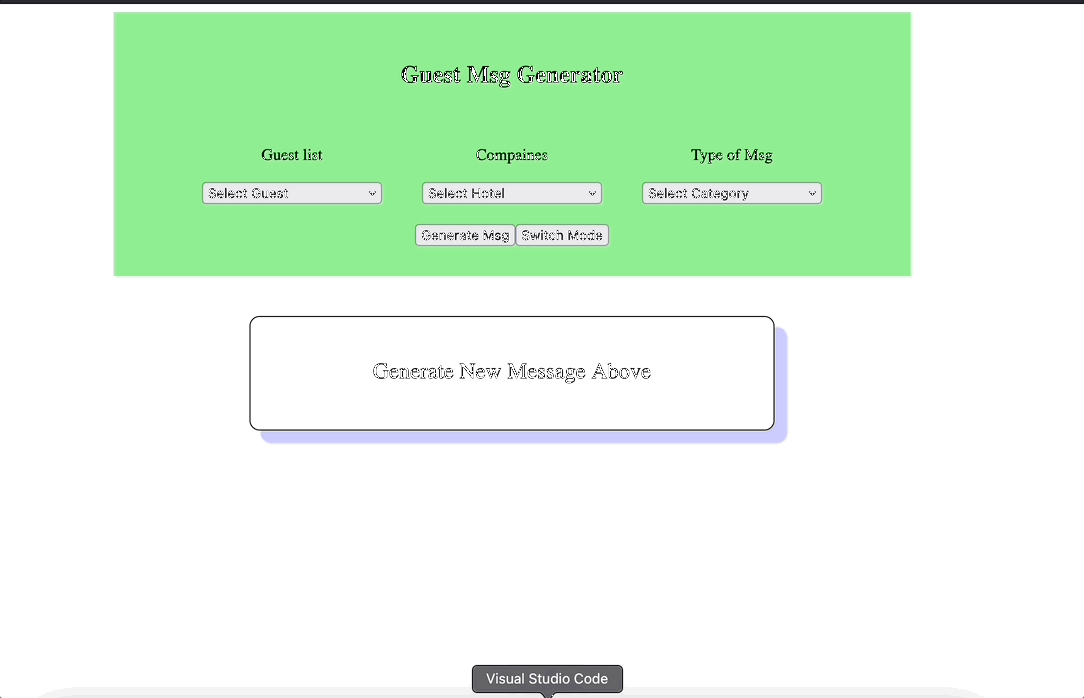 Guest Msg Generator
Guest list Compaines Type of Msg
Select Guest Select Hotel Select Category
Generate Msg Switch Mode
Generate New Message Above
Visual Studio Code